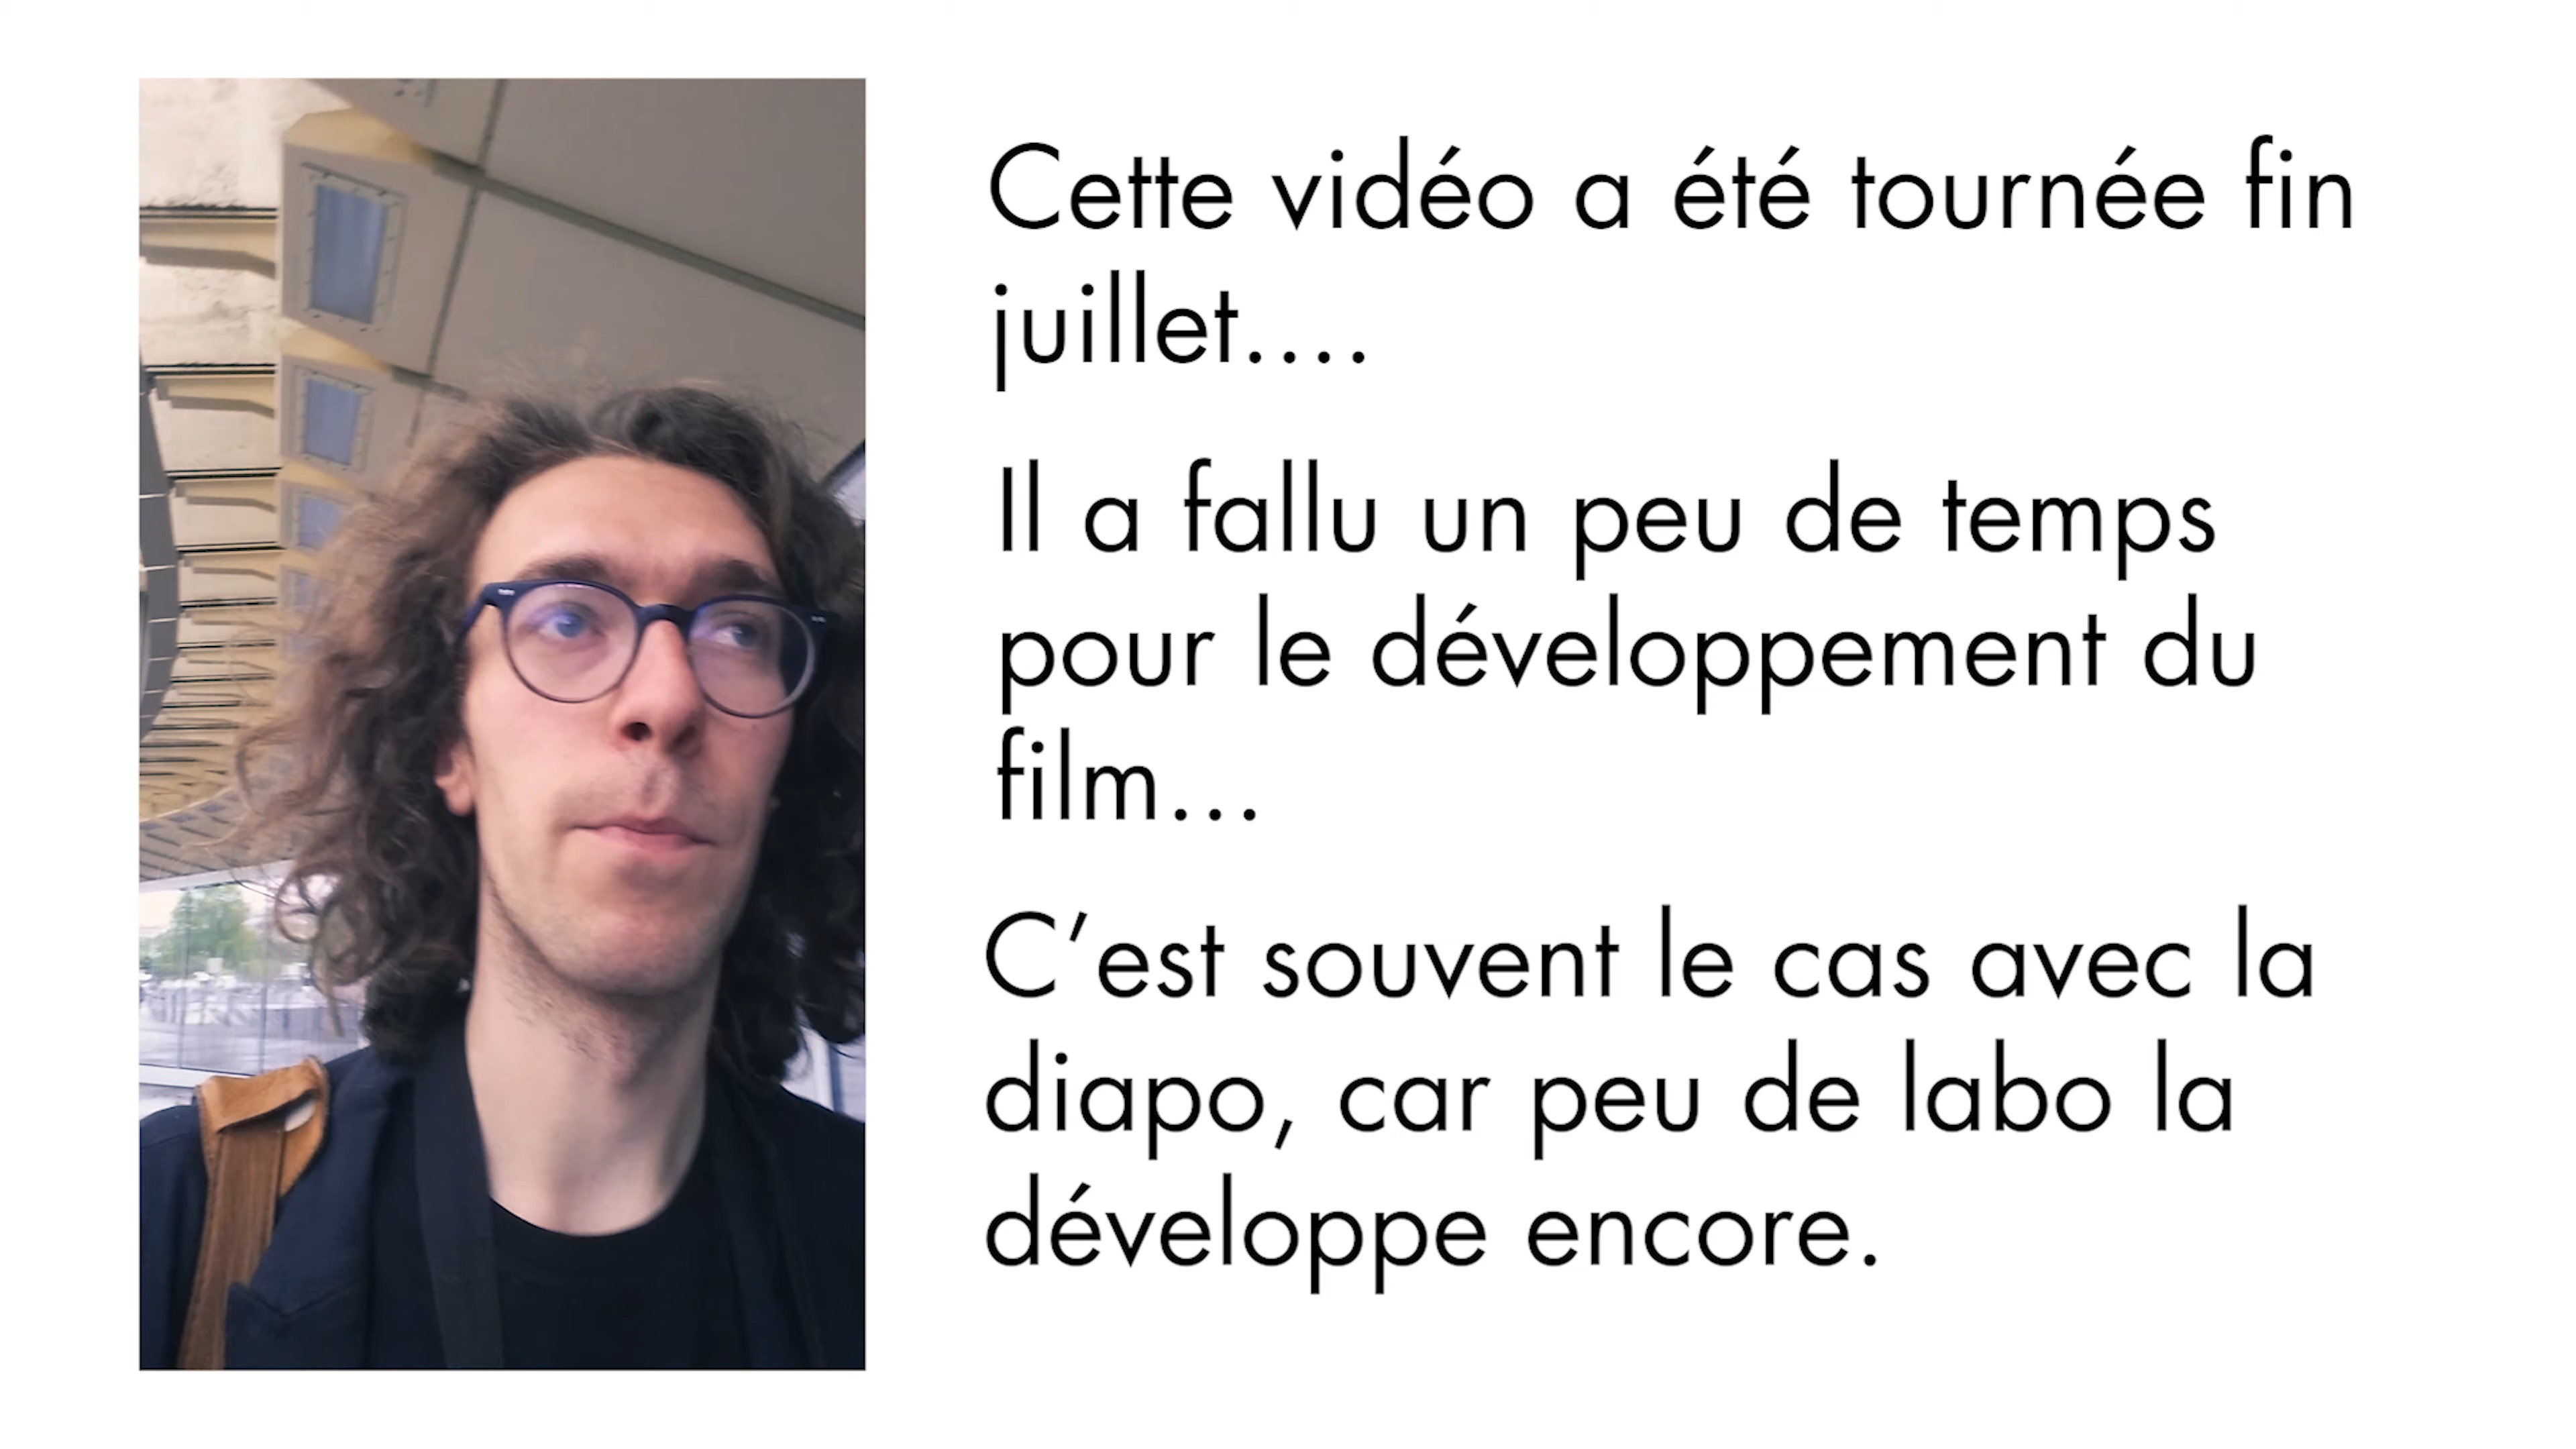 Cette vidéo a été tournée fin
juillet....
Il a fallu un peu de temps
pour le développement du
film...
C’est souvent le cas avec la
diapo, car peu de labo la
développe encore.